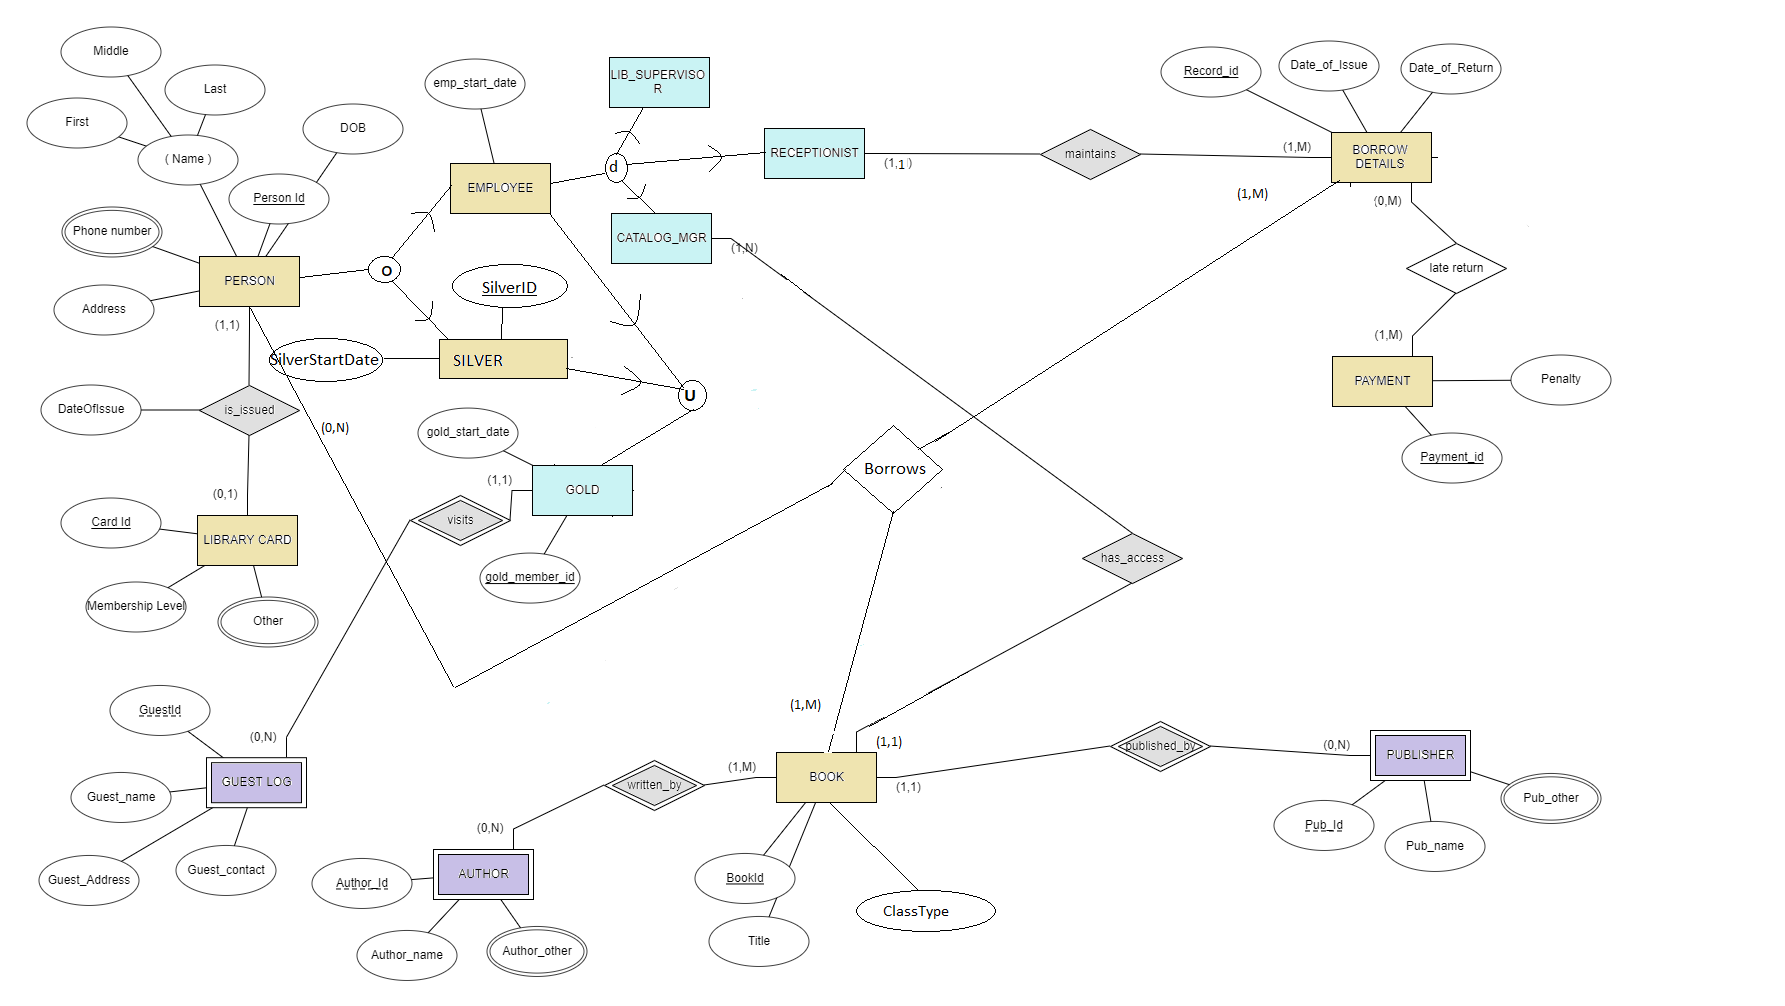 Middle
Last
First
( Name )
DOB
Person Id
Phone number
Address
PERSON
(1,1)
emp_start_date
EMPLOYEE
O
SilverID
SilverStartDate
SILVER
LIB_SUPERVISO
R
d
RECEPTIONIST
(1,1)
CATALOG_MGR
(1,N)
maintains
(1,M)
Record_id
Date_of_Issue
Date_of_Return
BORROW
DETAILS
(1,M)
(0,M)
late return
(1,M)
PAYMENT
Penalty
Payment_id
U
DateOfIssue
is_issued
(0,N)
gold_start_date
(1,1)
GOLD
visits
gold_member_id
Borrows
has_access
(0,1)
Card Id
LIBRARY CARD
Membership Level
Other
GuestId
(0,N)
GUEST LOG
Guest_name
Guest_Address
Guest_contact
(1,M)
(1,1)
(1,M)
BOOK
(1,1)
written_by
(0,N)
published_by
(0,N)
PUBLISHER
Pub_Id
Pub_name
Pub_other
AUTHOR
Author_Id
Author_name
Author_other
BookId
Title
ClassType